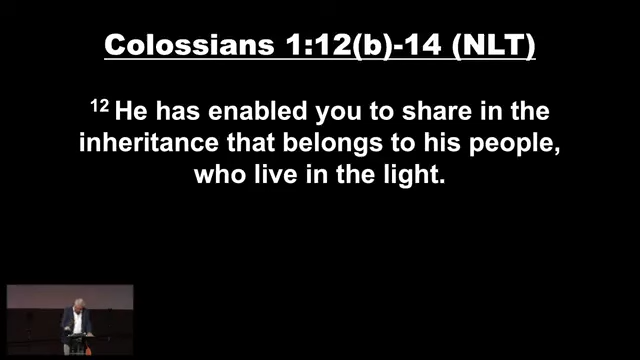 Colossians 1:12(b)-14 (NLT)
12 He has enabled you to share in the
inheritance that belongs to his people,
who live in the light.